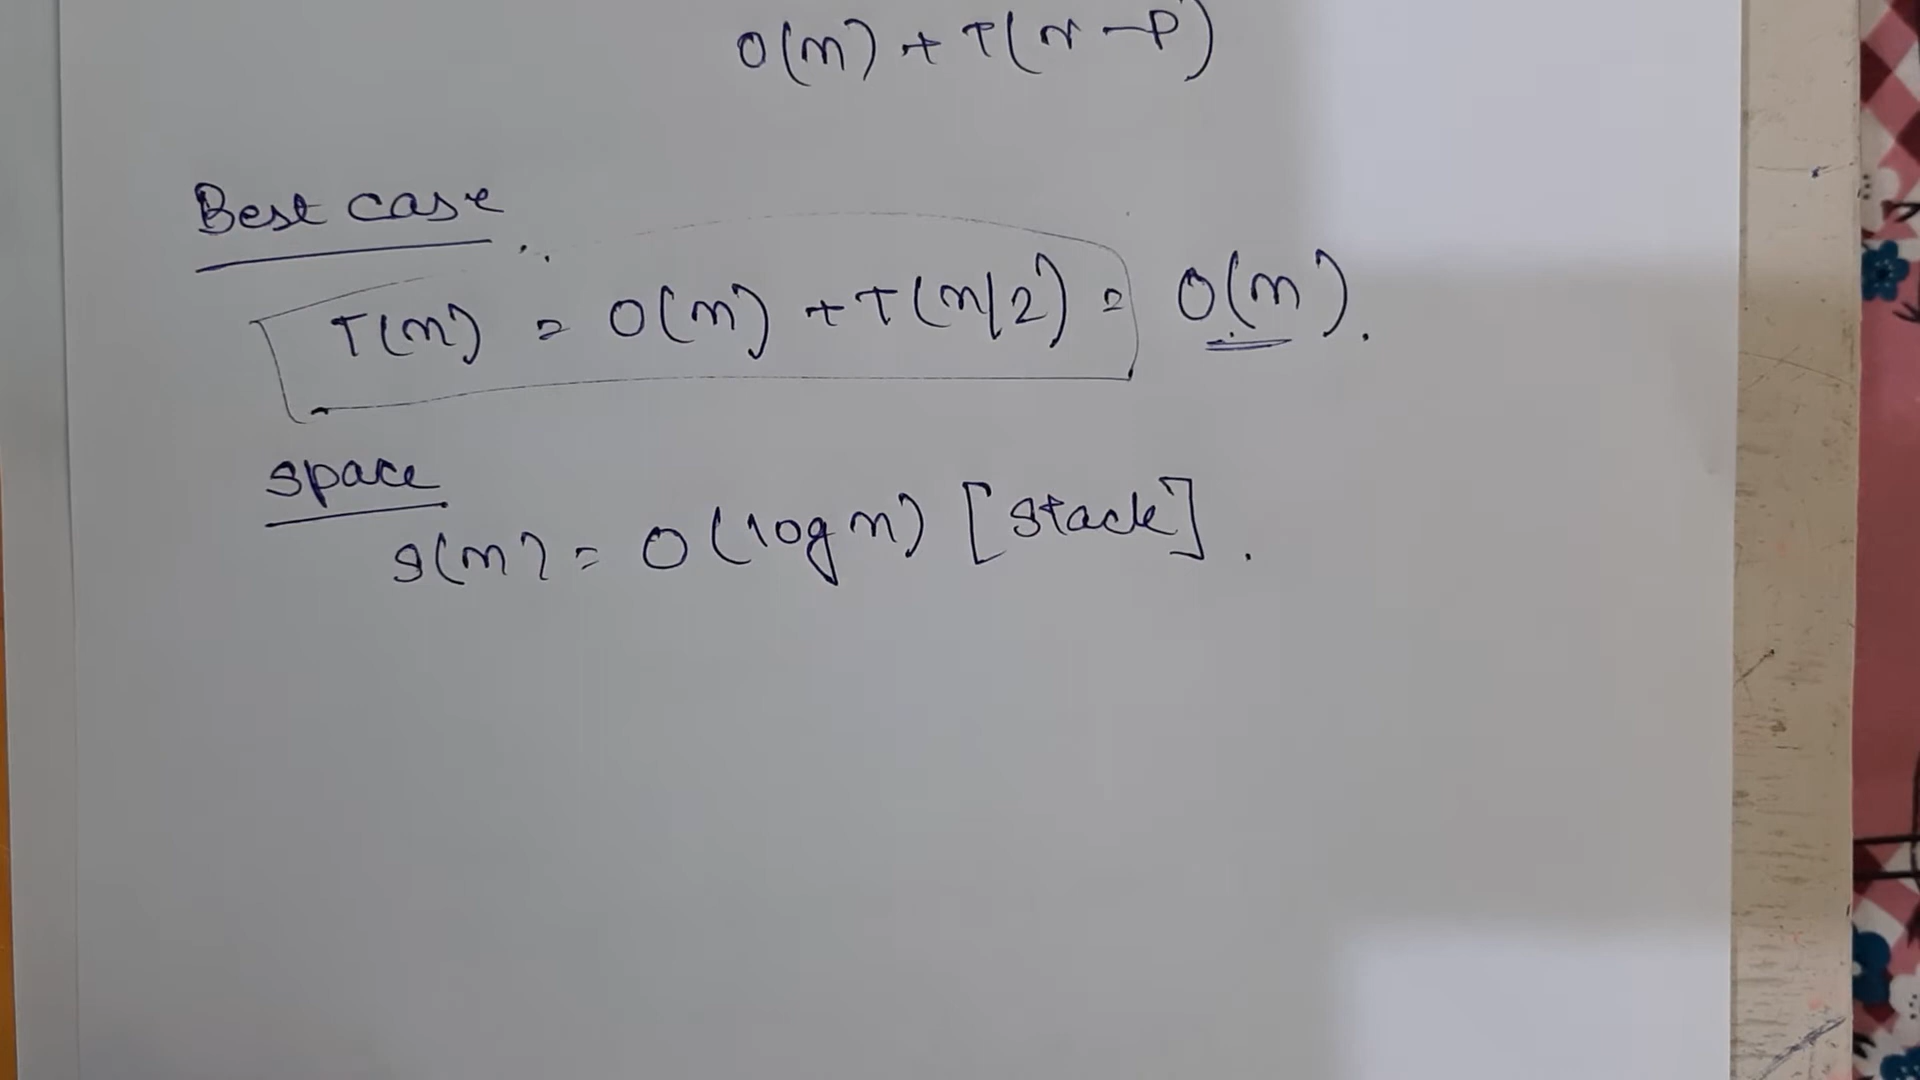 O(n) + T(n-P)
Best case
T(n) = O(n) + T(n/2) = O(n).
space
S(n) = O(log n) [stack].